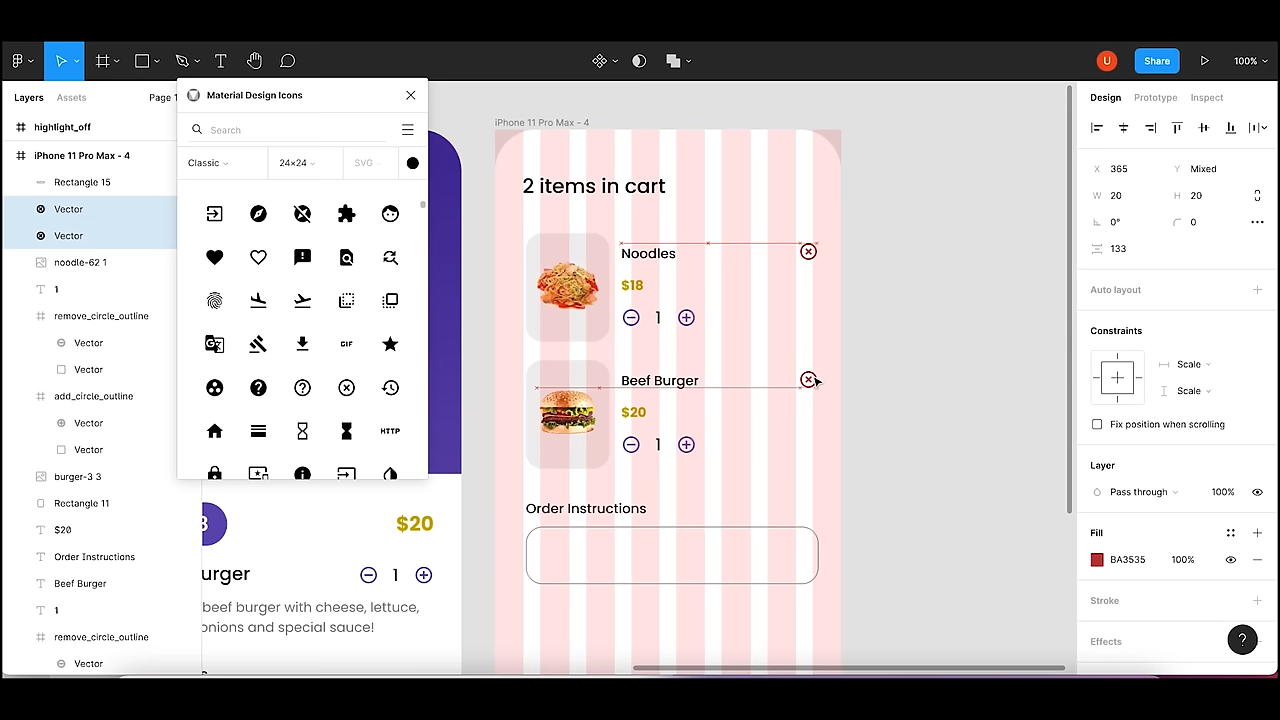 U
Share
100%
Layers
Assets
Page 1
highlight_off
iPhone 11 Pro Max - 4
Rectangle 15
Vector
Vector
noodle-62 1
1
remove_circle_outline
Vector
Vector
add_circle_outline
Vector
Vector
burger-3 3
Rectangle 11
$20
Order Instructions
Beef Burger
1
remove_circle_outline
Vector
Material Design Icons
Search
Classic
24×24
SVG
GIF
HTTP
$20
urger
1
beef burger with cheese, lettuce,
onions and special sauce!
iPhone 11 Pro Max - 4
2 items in cart
Noodles
$18
1
Beef Burger
$20
1
Order Instructions
Design
Prototype
Inspect
X
365
Y
Mixed
W
20
H
20
0°
0
133
Auto layout
Constraints
Scale
Scale
Fix position when scrolling
Layer
Pass through
100%
Fill
BA3535
100%
Stroke
Effects
?